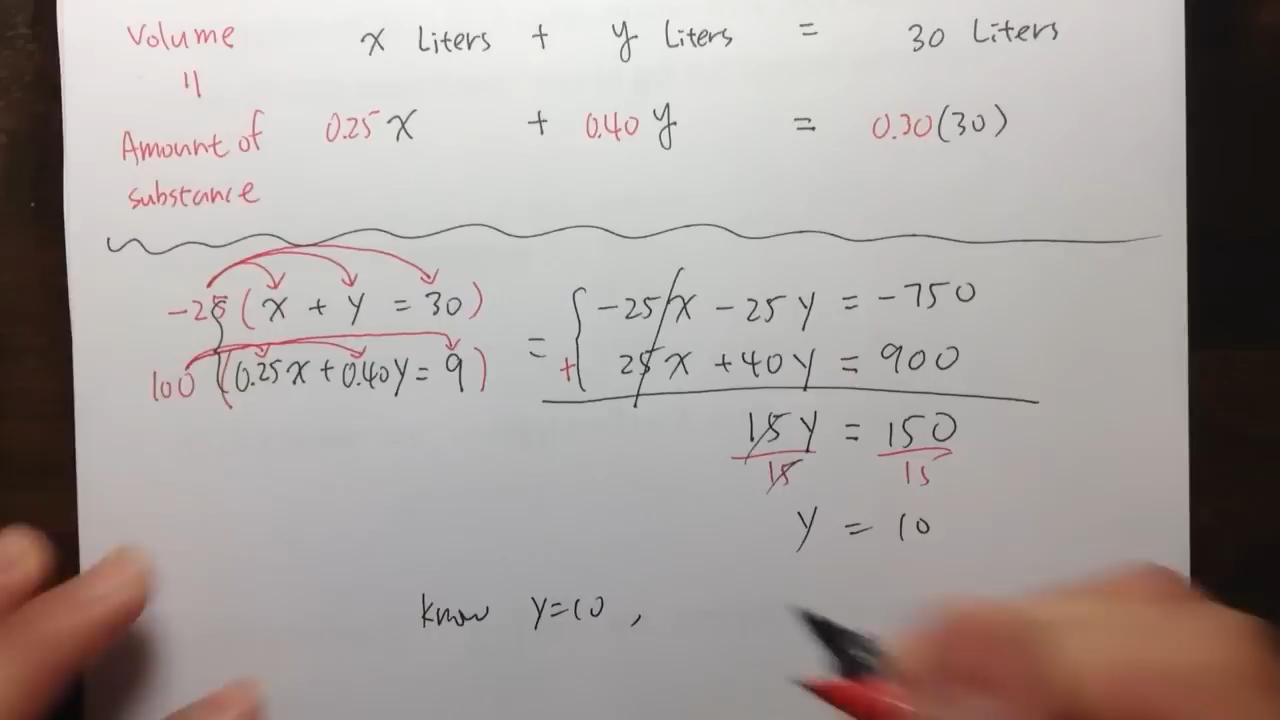 Volume x Liters + y Liters = 30 Liters
=
Amount of 0.25x + 0.40y = 0.30(30)
substance
-25 (x + y = 30) = -25x - 25y = -750
100 (0.25x + 0.40y = 9) + 25x + 40y = 900
15y = 150
15 15
y = 10
know y=10,